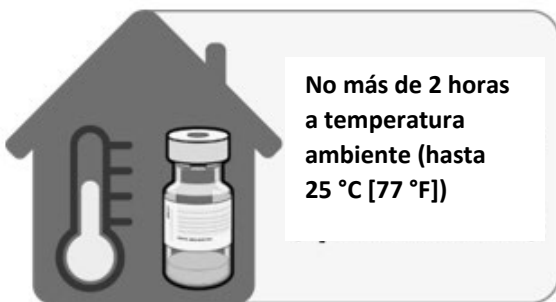 No más de 2 horas
a temperatura
ambiente (hasta
25 °C [77 °F])